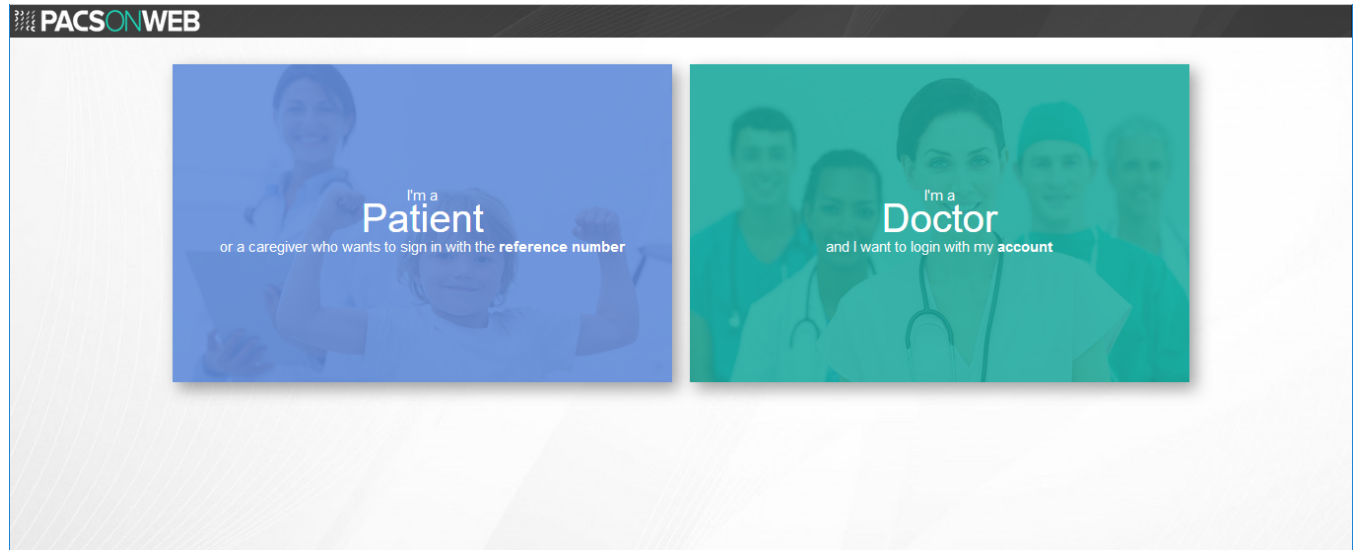 PACSONWEB
I'm a
Patient
or a caregiver who wants to sign in with the reference number
I'm a
Doctor
and I want to login with my account